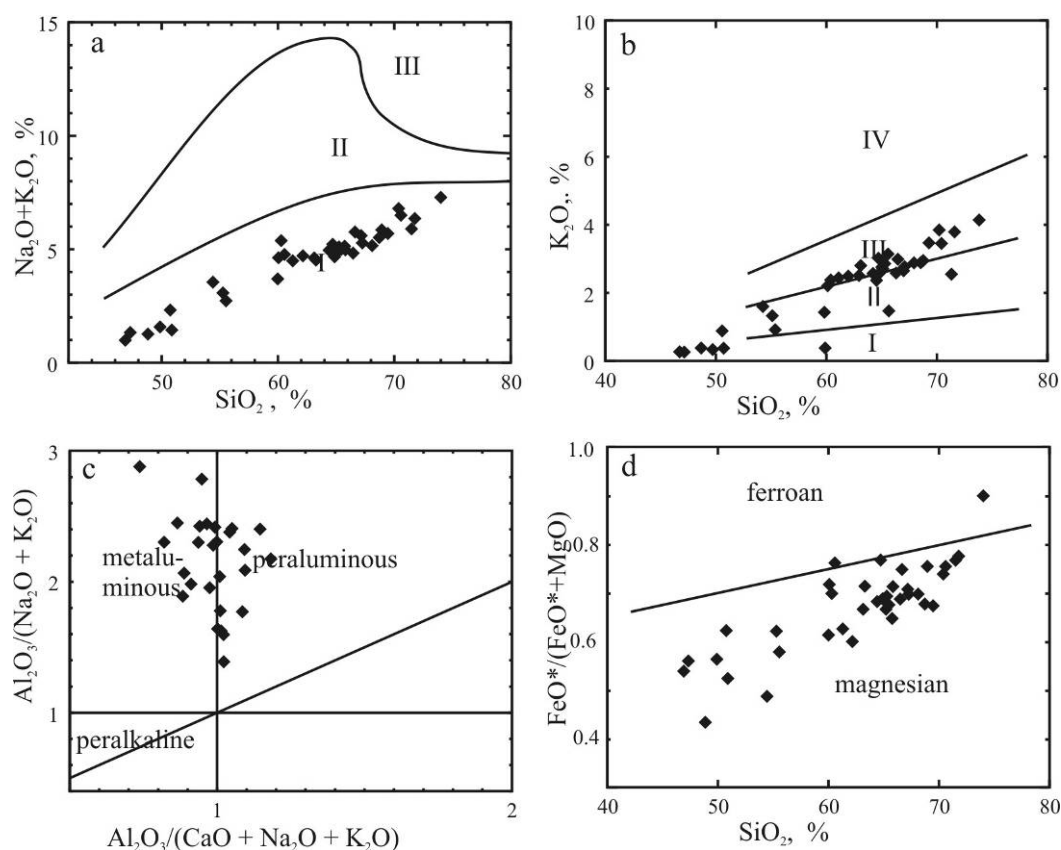 a
15
10
5
0
Na₂O+K₂O, %
III
II
I
50
60
70
80
SiO₂ , %
b
10
8
6
4
2
0
K₂O,. %
IV
III
II
I
40
50
60
70
80
SiO₂, %
c
3
2
1
Al₂O₃/(Na₂O + K₂O)
metalu-
minous
peraluminous
peralkaline
1
2
Al₂O₃/(CaO + Na₂O + K₂O)
d
1.0
0.8
0.6
0.4
FeO*/(FeO*+MgO)
ferroan
magnesian
40
50
60
70
80
SiO₂, %